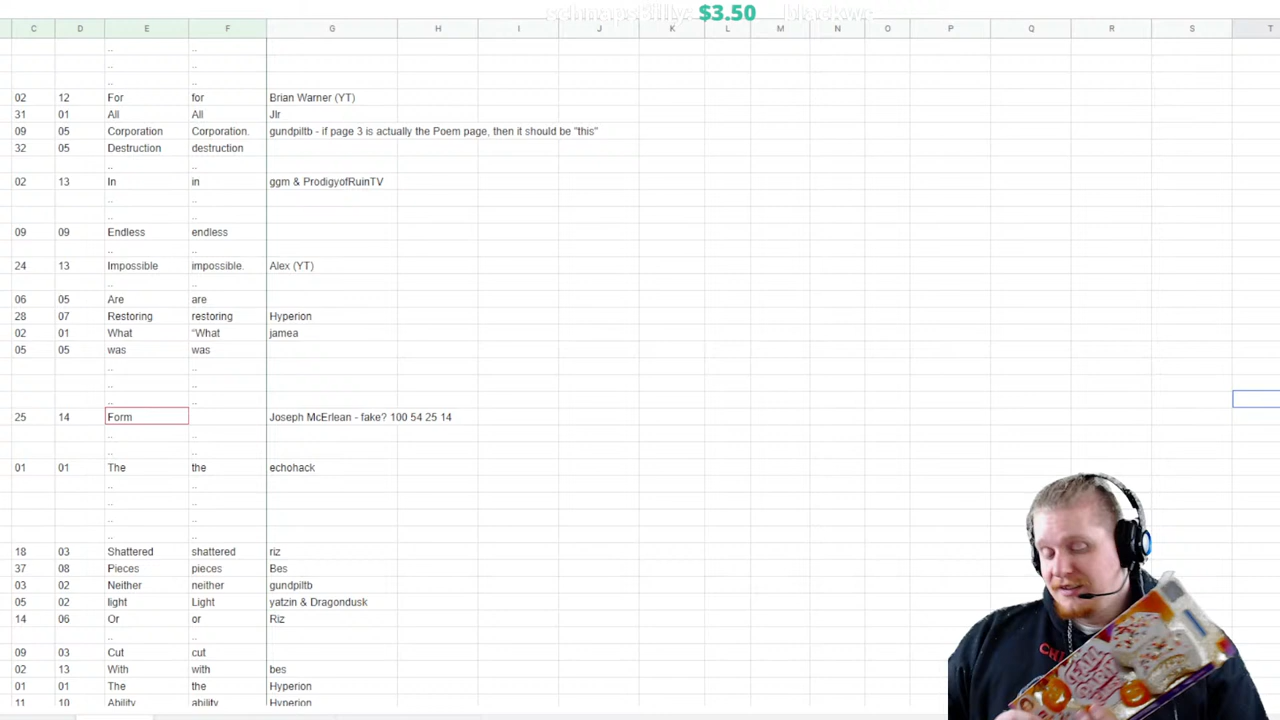 schnapsBilly: $3.50
C D E F G H I J K L M N O P Q R S T
.. ..
.. ..
.. ..
02 12 For for Brian Warner (YT)
31 01 All All Jlr
09 05 Corporation Corporation. gundpiltb - if page 3 is actually the Poem page, then it should be "this"
32 05 Destruction destruction
.. ..
02 13 In in ggm & ProdigyofRuinTV
.. ..
.. ..
09 09 Endless endless
.. ..
24 13 Impossible impossible. Alex (YT)
.. ..
06 05 Are are
28 07 Restoring restoring Hyperion
02 01 What "What jamea
05 05 was was
.. ..
.. ..
.. ..
25 14 Form Joseph McErlean - fake? 100 54 25 14
.. ..
.. ..
01 01 The the echohack
.. ..
.. ..
.. ..
.. ..
18 03 Shattered shattered riz
37 08 Pieces pieces Bes
03 02 Neither neither gundpiltb
05 02 light Light yatzin & Dragondusk
14 06 Or or Riz
.. ..
09 03 Cut cut
02 13 With with bes
01 01 The the Hyperion
11 10 Ability ability Hyperion